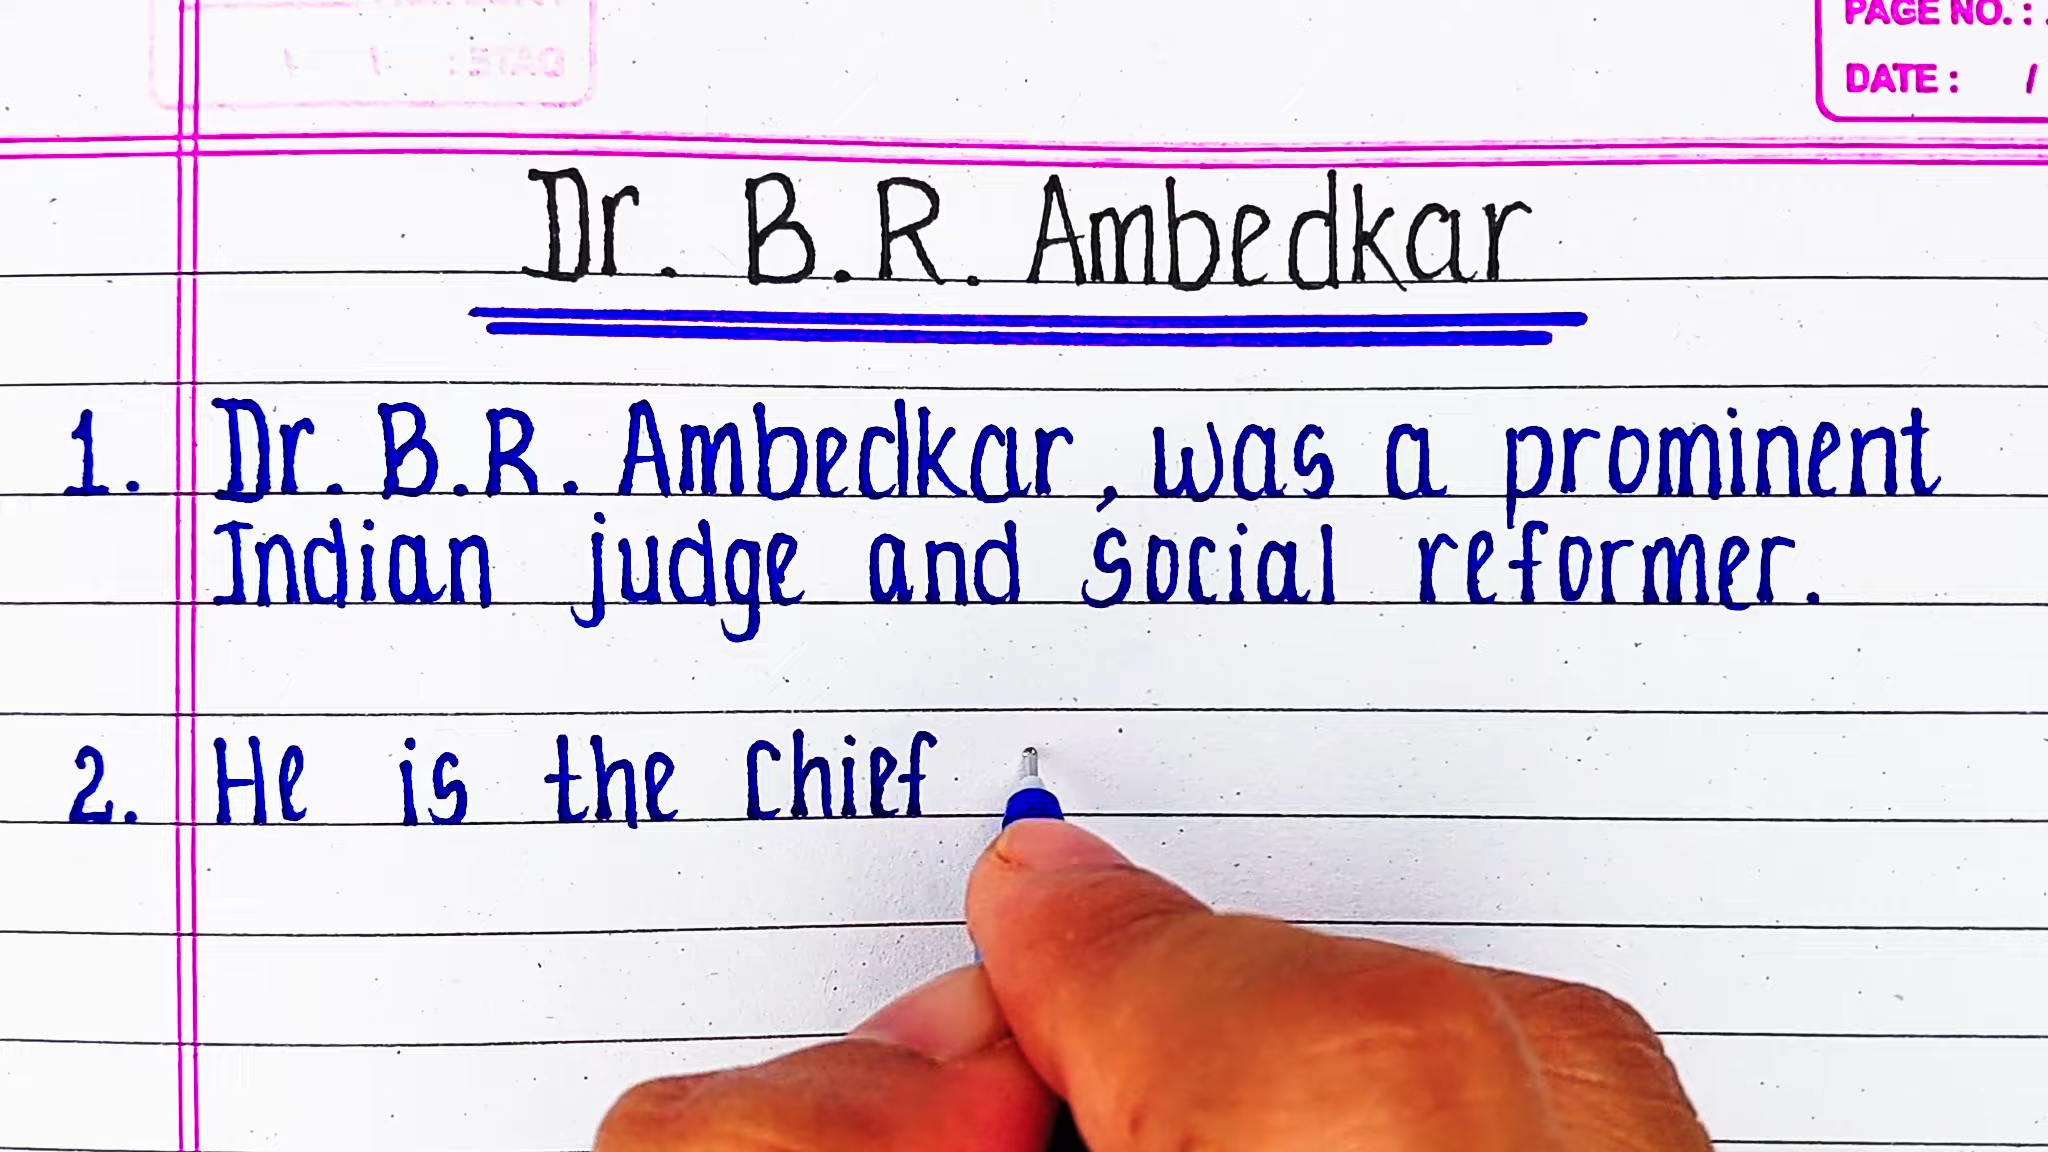 PAGE NO.:
DATE: /
Dr. B.R. Ambedkar
1. Dr. B.R. Ambedkar, was a prominent
Indian judge and social reformer.
2. He is the Chief